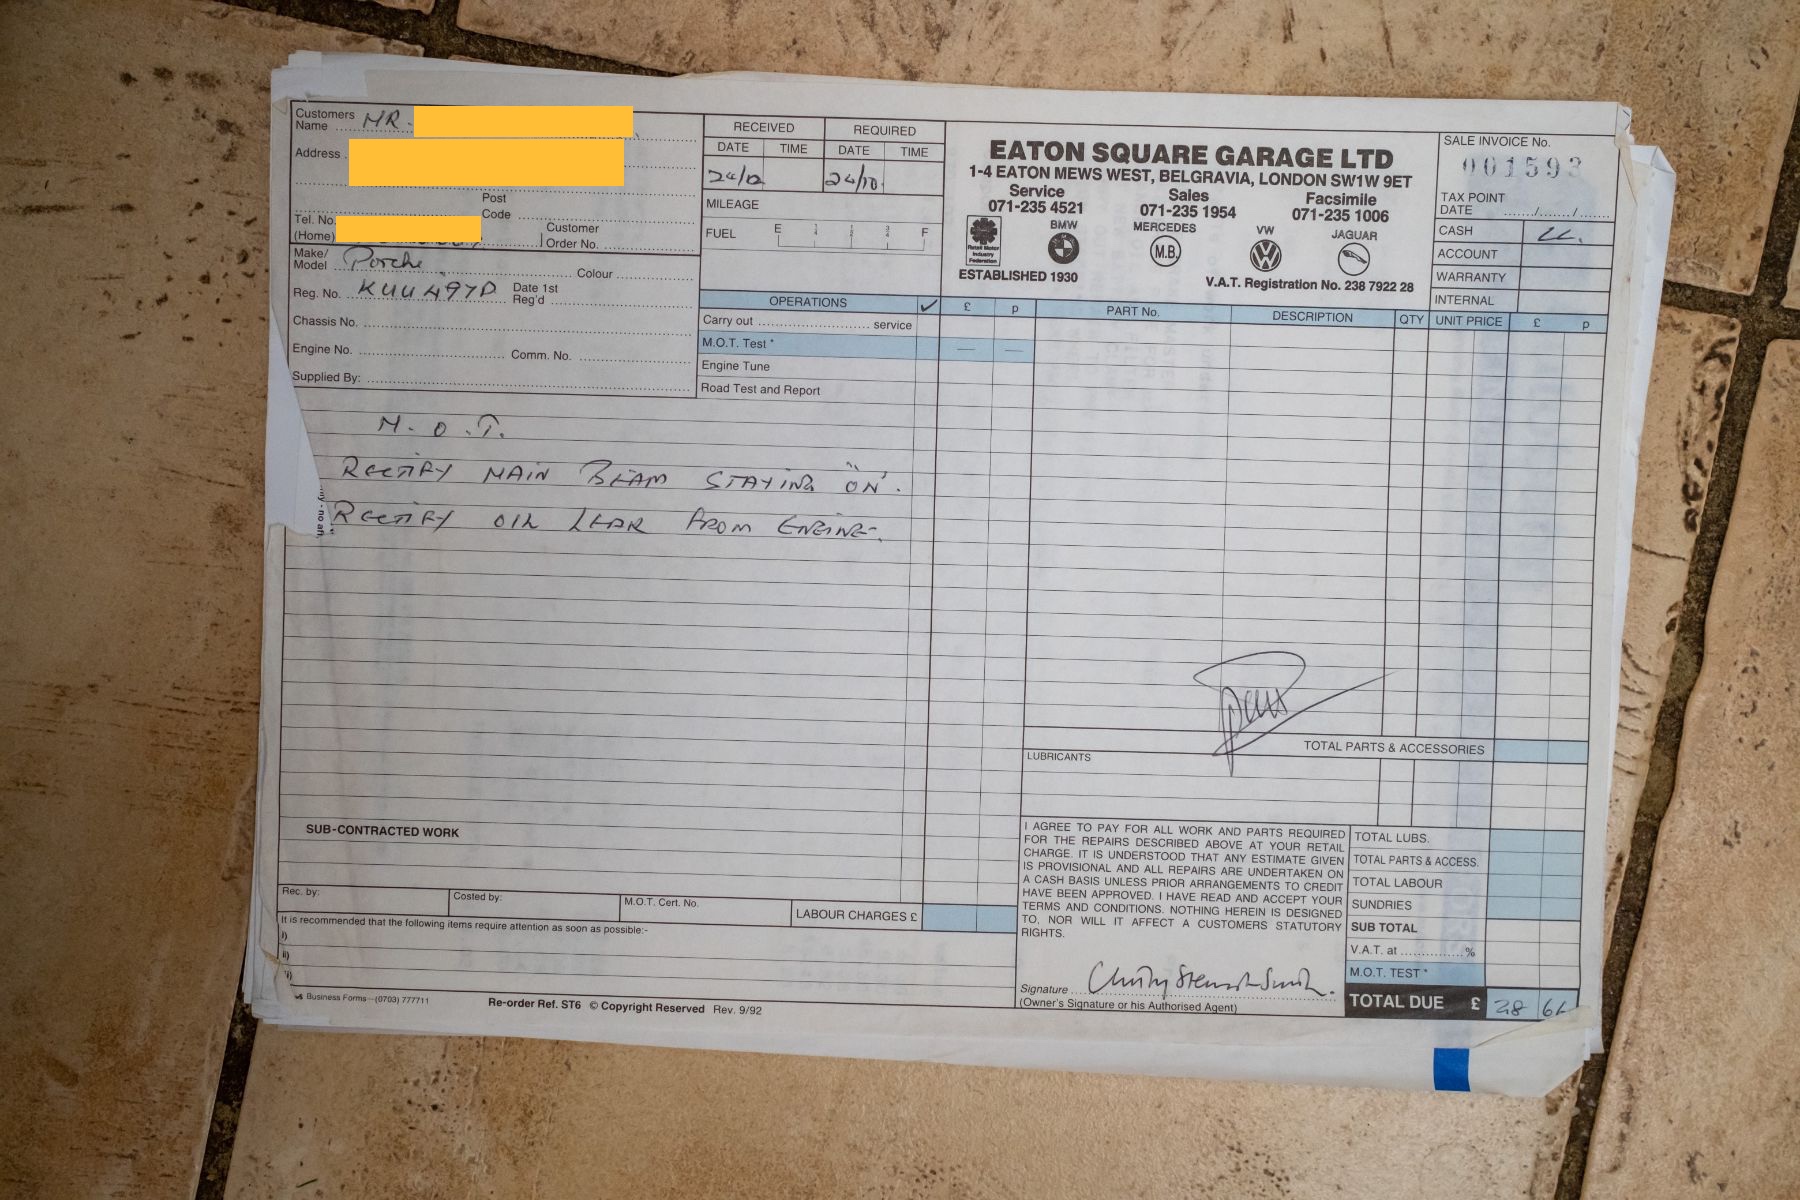 Customers
Name MR.
Address
Post
Code
Tel. No.
(Home)
Customer
Order No.
Make/
Model Porche
Colour
Reg. No. KUU 497D
Date 1st
Reg'd
Chassis No.
Engine No.
Comm. No.
Supplied By:
RECEIVED REQUIRED
DATE TIME DATE TIME
24/10 24/10.
MILEAGE
FUEL E 1/4 1/2 3/4 F
EATON SQUARE GARAGE LTD
1-4 EATON MEWS WEST, BELGRAVIA, LONDON SW1W 9ET
Service Sales Facsimile
071-235 4521 071-235 1954 071-235 1006
BMW MERCEDES VW JAGUAR
Retail Motor
Industry
Federation
M.B.
ESTABLISHED 1930
V.A.T. Registration No. 238 7922 28
SALE INVOICE No.
001593
TAX POINT
DATE ....../....../......
CASH
ACCOUNT
WARRANTY
INTERNAL
OPERATIONS ✓ £ p PART No. DESCRIPTION QTY UNIT PRICE £ p
Carry out ............ service
M.O.T. Test *
Engine Tune
Road Test and Report
M.O.T.
RECTIFY MAIN BEAM STAYING "ON".
RECTIFY OIL LEAK FROM ENGINE.
TOTAL PARTS & ACCESSORIES
LUBRICANTS
SUB-CONTRACTED WORK
Rec. by:
Costed by:
M.O.T. Cert. No.
LABOUR CHARGES £
It is recommended that the following items require attention as soon as possible:-
i)
ii)
I AGREE TO PAY FOR ALL WORK AND PARTS REQUIRED
FOR THE REPAIRS DESCRIBED ABOVE AT YOUR RETAIL
CHARGE. IT IS UNDERSTOOD THAT ANY ESTIMATE GIVEN
IS PROVISIONAL AND ALL REPAIRS ARE UNDERTAKEN ON
A CASH BASIS UNLESS PRIOR ARRANGEMENTS TO CREDIT
HAVE BEEN APPROVED. I HAVE READ AND ACCEPT YOUR
TERMS AND CONDITIONS. NOTHING HEREIN IS DESIGNED
TO, NOR WILL IT AFFECT A CUSTOMERS STATUTORY
RIGHTS.
Signature
(Owner's Signature or his Authorised Agent)
TOTAL LUBS.
TOTAL PARTS & ACCESS.
TOTAL LABOUR
SUNDRIES
SUB TOTAL
V.A.T. at ............%
M.O.T. TEST *
TOTAL DUE £ 28
Business Forms—(0703) 777711
Re-order Ref. ST6 © Copyright Reserved Rev. 9/92